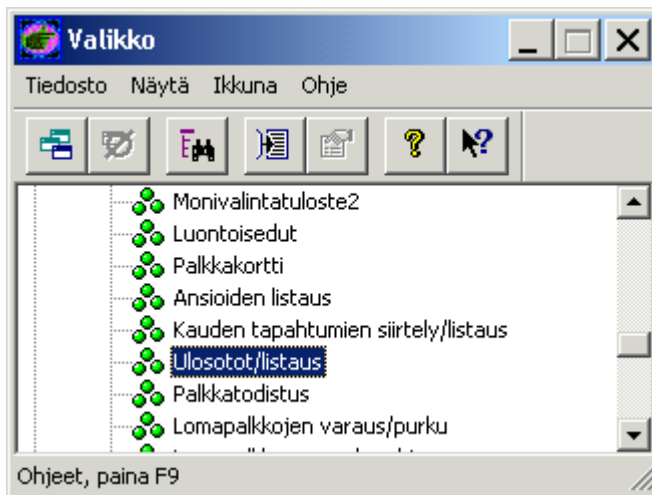 Valikko
Tiedosto Näytä Ikkuna Ohje
Monivalintatuloste2
Luontoisedut
Palkkakortti
Ansioiden listaus
Kauden tapahtumien siirtely/listaus
Ulosotot/listaus
Palkkatodistus
Lomapalkkojen varaus/purku
Ohjeet, paina F9